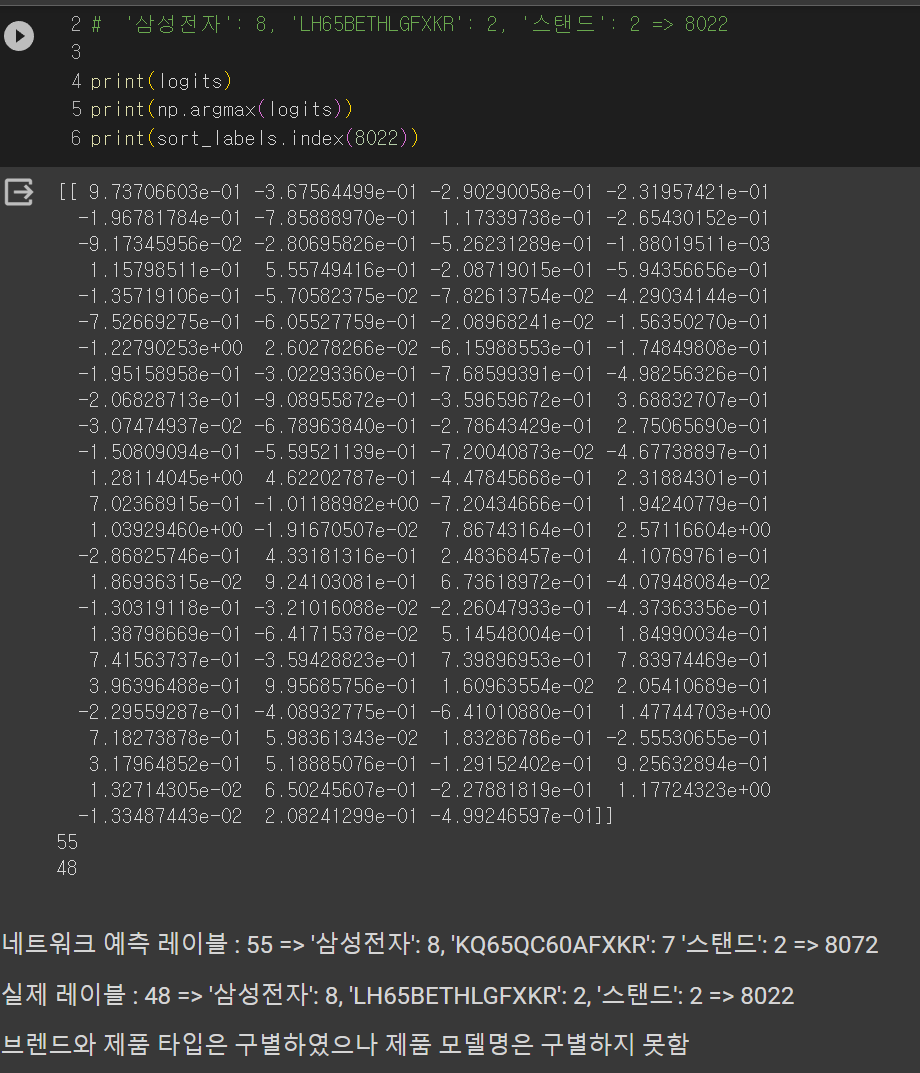 2 #  '삼성전자': 8, 'LH65BETHLGFXKR': 2, '스탠드': 2 => 8022
3
4 print(logits)
5 print(np.argmax(logits))
6 print(sort_labels.index(8022))
[[ 9.73706603e-01 -3.67564499e-01 -2.90290058e-01 -2.31957421e-01
-1.96781784e-01 -7.85888970e-01  1.17339738e-01 -2.65430152e-01
-9.17345956e-02 -2.80695826e-01 -5.26231289e-01 -1.88019511e-03
1.15798511e-01  5.55749416e-01 -2.08719015e-01 -5.94356656e-01
-1.35719106e-01 -5.70582375e-02 -7.82613754e-02 -4.29034144e-01
-7.52669275e-01 -6.05527759e-01 -2.08968241e-02 -1.56350270e-01
-1.22790253e+00  2.60278266e-02 -6.15988553e-01 -1.74849808e-01
-1.95158958e-01 -3.02293360e-01 -7.68599391e-01 -4.98256326e-01
-2.06828713e-01 -9.08955872e-01 -3.59659672e-01  3.68832707e-01
-3.07474937e-02 -6.78963840e-01 -2.78643429e-01  2.75065690e-01
-1.50809094e-01 -5.59521139e-01 -7.20040873e-02 -4.67738897e-01
1.28114045e+00  4.62202787e-01 -4.47845668e-01  2.31884301e-01
7.02368915e-01 -1.01188982e+00 -7.20434666e-01  1.94240779e-01
1.03929460e+00 -1.91670507e-02  7.86743164e-01  2.57116604e+00
-2.86825746e-01  4.33181316e-01  2.48368457e-01  4.10769761e-01
1.86936315e-02  9.24103081e-01  6.73618972e-01 -4.07948084e-02
-1.30319118e-01 -3.21016088e-02 -2.26047933e-01 -4.37363356e-01
1.38798669e-01 -6.41715378e-02  5.14548004e-01  1.84990034e-01
7.41563737e-01 -3.59428823e-01  7.39896953e-01  7.83974469e-01
3.96396488e-01  9.95685756e-01  1.60963554e-02  2.05410689e-01
-2.29559287e-01 -4.08932775e-01 -6.41010880e-01  1.47744703e+00
7.18273878e-01  5.98361343e-02  1.83286786e-01 -2.55530655e-01
3.17964852e-01  5.18885076e-01 -1.29152402e-01  9.25632894e-01
1.32714305e-02  6.50245607e-01 -2.27881819e-01  1.17724323e+00
-1.33487443e-02  2.08241299e-01 -4.99246597e-01]]
55
48
네트워크 예측 레이블 : 55 => '삼성전자': 8, 'KQ65QC60AFXKR': 7 '스탠드': 2 => 8072
실제 레이블 : 48 => '삼성전자': 8, 'LH65BETHLGFXKR': 2, '스탠드': 2 => 8022
브렌드와 제품 타입은 구별하였으나 제품 모델명은 구별하지 못함